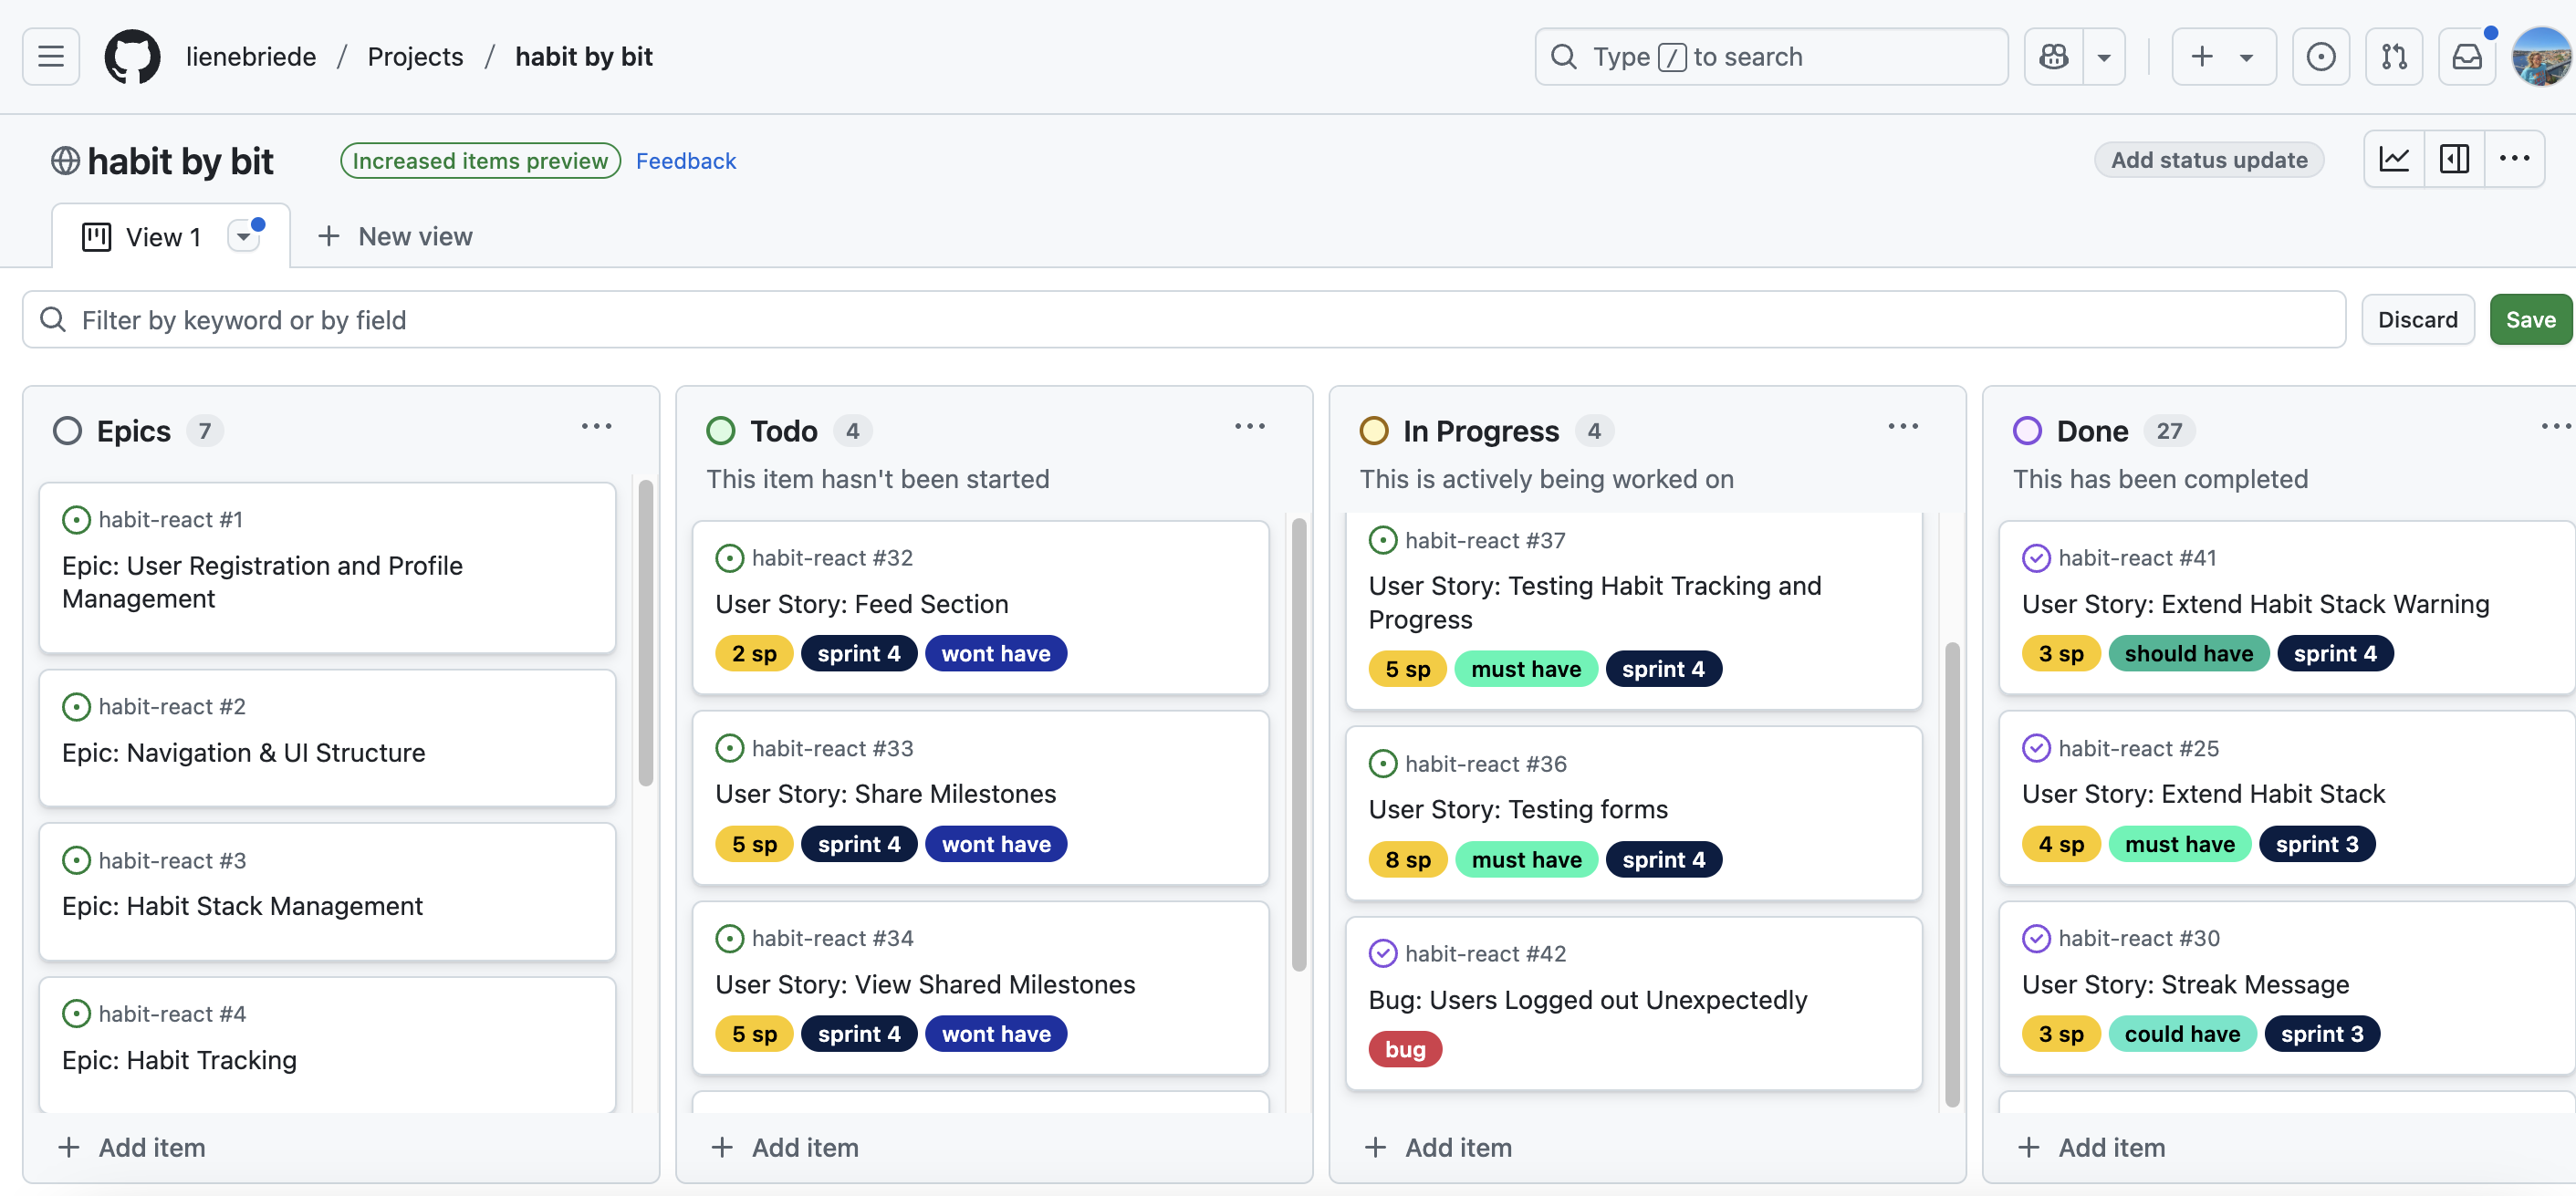 lienebriede / Projects / habit by bit
Type / to search
habit by bit
Increased items preview
Feedback
Add status update
View 1
New view
Filter by keyword or by field
Discard
Save
Epics 7
habit-react #1
Epic: User Registration and Profile
Management
habit-react #2
Epic: Navigation & UI Structure
habit-react #3
Epic: Habit Stack Management
habit-react #4
Epic: Habit Tracking
Add item
Todo 4
This item hasn't been started
habit-react #32
User Story: Feed Section
2 sp sprint 4 wont have
habit-react #33
User Story: Share Milestones
5 sp sprint 4 wont have
habit-react #34
User Story: View Shared Milestones
5 sp sprint 4 wont have
Add item
In Progress 4
This is actively being worked on
habit-react #37
User Story: Testing Habit Tracking and
Progress
5 sp must have sprint 4
habit-react #36
User Story: Testing forms
8 sp must have sprint 4
habit-react #42
Bug: Users Logged out Unexpectedly
bug
Add item
Done 27
This has been completed
habit-react #41
User Story: Extend Habit Stack Warning
3 sp should have sprint 4
habit-react #25
User Story: Extend Habit Stack
4 sp must have sprint 3
habit-react #30
User Story: Streak Message
3 sp could have sprint 3
Add item